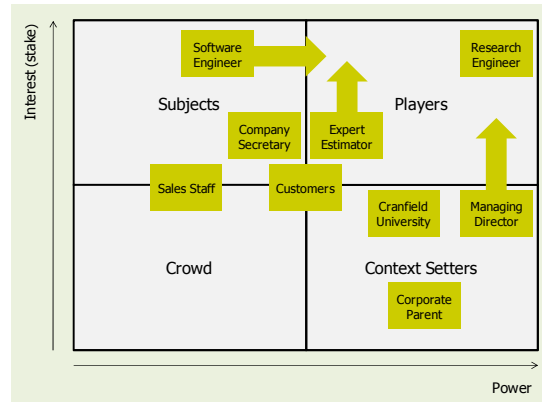 Interest (stake)
Software
Engineer
Research
Engineer
Subjects
Players
Company
Secretary
Expert
Estimator
Sales Staff
Customers
Cranfield
University
Managing
Director
Crowd
Context Setters
Corporate
Parent
Power